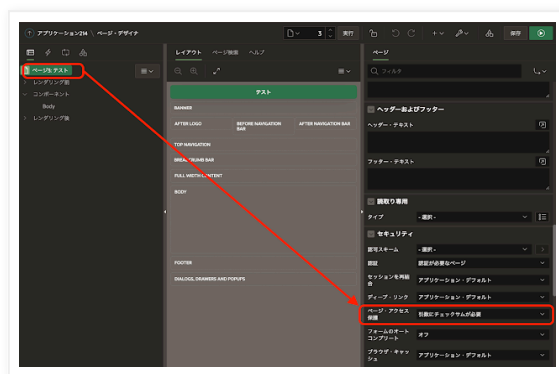 アプリケーション214 \ ページ・デザイナ
3
実行
保存
ページ3: テスト
レンダリング前
コンポーネント
Body
レンダリング後
レイアウト
ページ検索
ヘルプ
テスト
BANNER
AFTER LOGO
BEFORE NAVIGATION BAR
AFTER NAVIGATION BAR
TOP NAVIGATION
BREADCRUMB BAR
FULL WIDTH CONTENT
BODY
FOOTER
DIALOGS, DRAWERS AND POPUPS
ページ
フィルタ
ヘッダーおよびフッター
ヘッダー・テキスト
フッター・テキスト
読取り専用
タイプ
- 選択 -
セキュリティ
認可スキーム
- 選択 -
認証
認証が必要なページ
セッションを再結合
アプリケーション・デフォルト
ディープ・リンク
アプリケーション・デフォルト
ページ・アクセス保護
引数にチェックサムが必要
フォームのオートコンプリート
オフ
ブラウザ・キャッシュ
アプリケーション・デフォルト